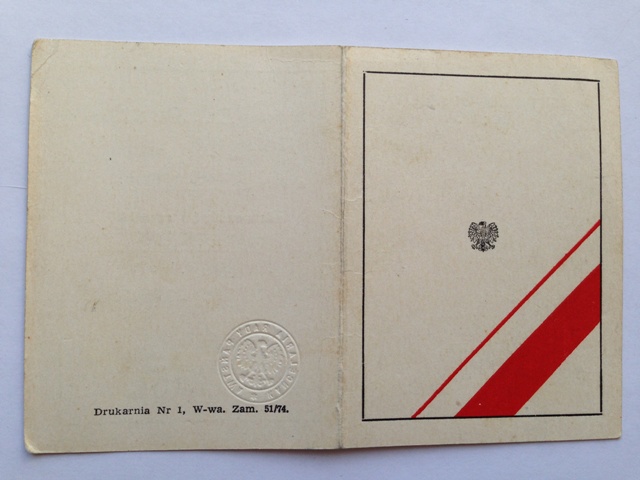 Drukarnia Nr 1, W-wa. Zam. 51/74.